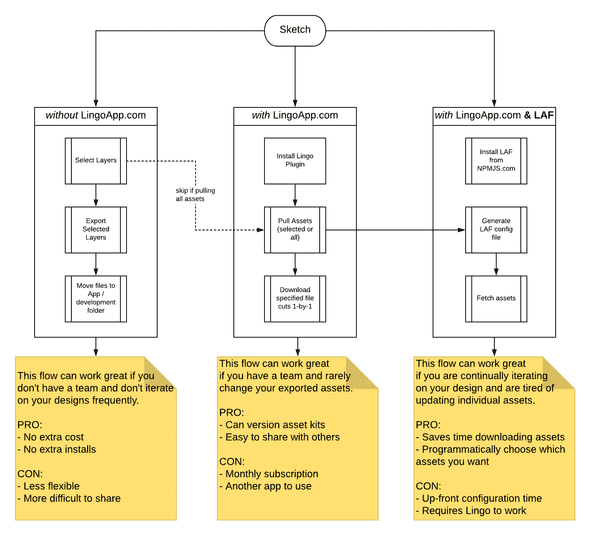 Sketch
without LingoApp.com
Select Layers
Export
Selected
Layers
Move files to
App /
development
folder
skip if pulling
all assets
with LingoApp.com
Install Lingo
Plugin
Pull Assets
(selected or
all)
Download
specified file
cuts 1-by-1
with LingoApp.com & LAF
Install LAF
from
NPMJS.com
Generate
LAF config
file
Fetch assets
This flow can work great if you
don't have a team and don't iterate
on your designs frequently.
PRO:
- No extra cost
- No extra installs
CON:
- Less flexible
- More difficult to share
This flow can work great
if you have a team and rarely
change your exported assets.
PRO:
- Can version asset kits
- Easy to share with others
CON:
- Monthly subscription
- Another app to use
This flow can work great
if you are continually iterating
on your design and are tired of
updating individual assets.
PRO:
- Saves time downloading assets
- Programmatically choose which
assets you want
CON:
- Up-front configuration time
- Requires Lingo to work